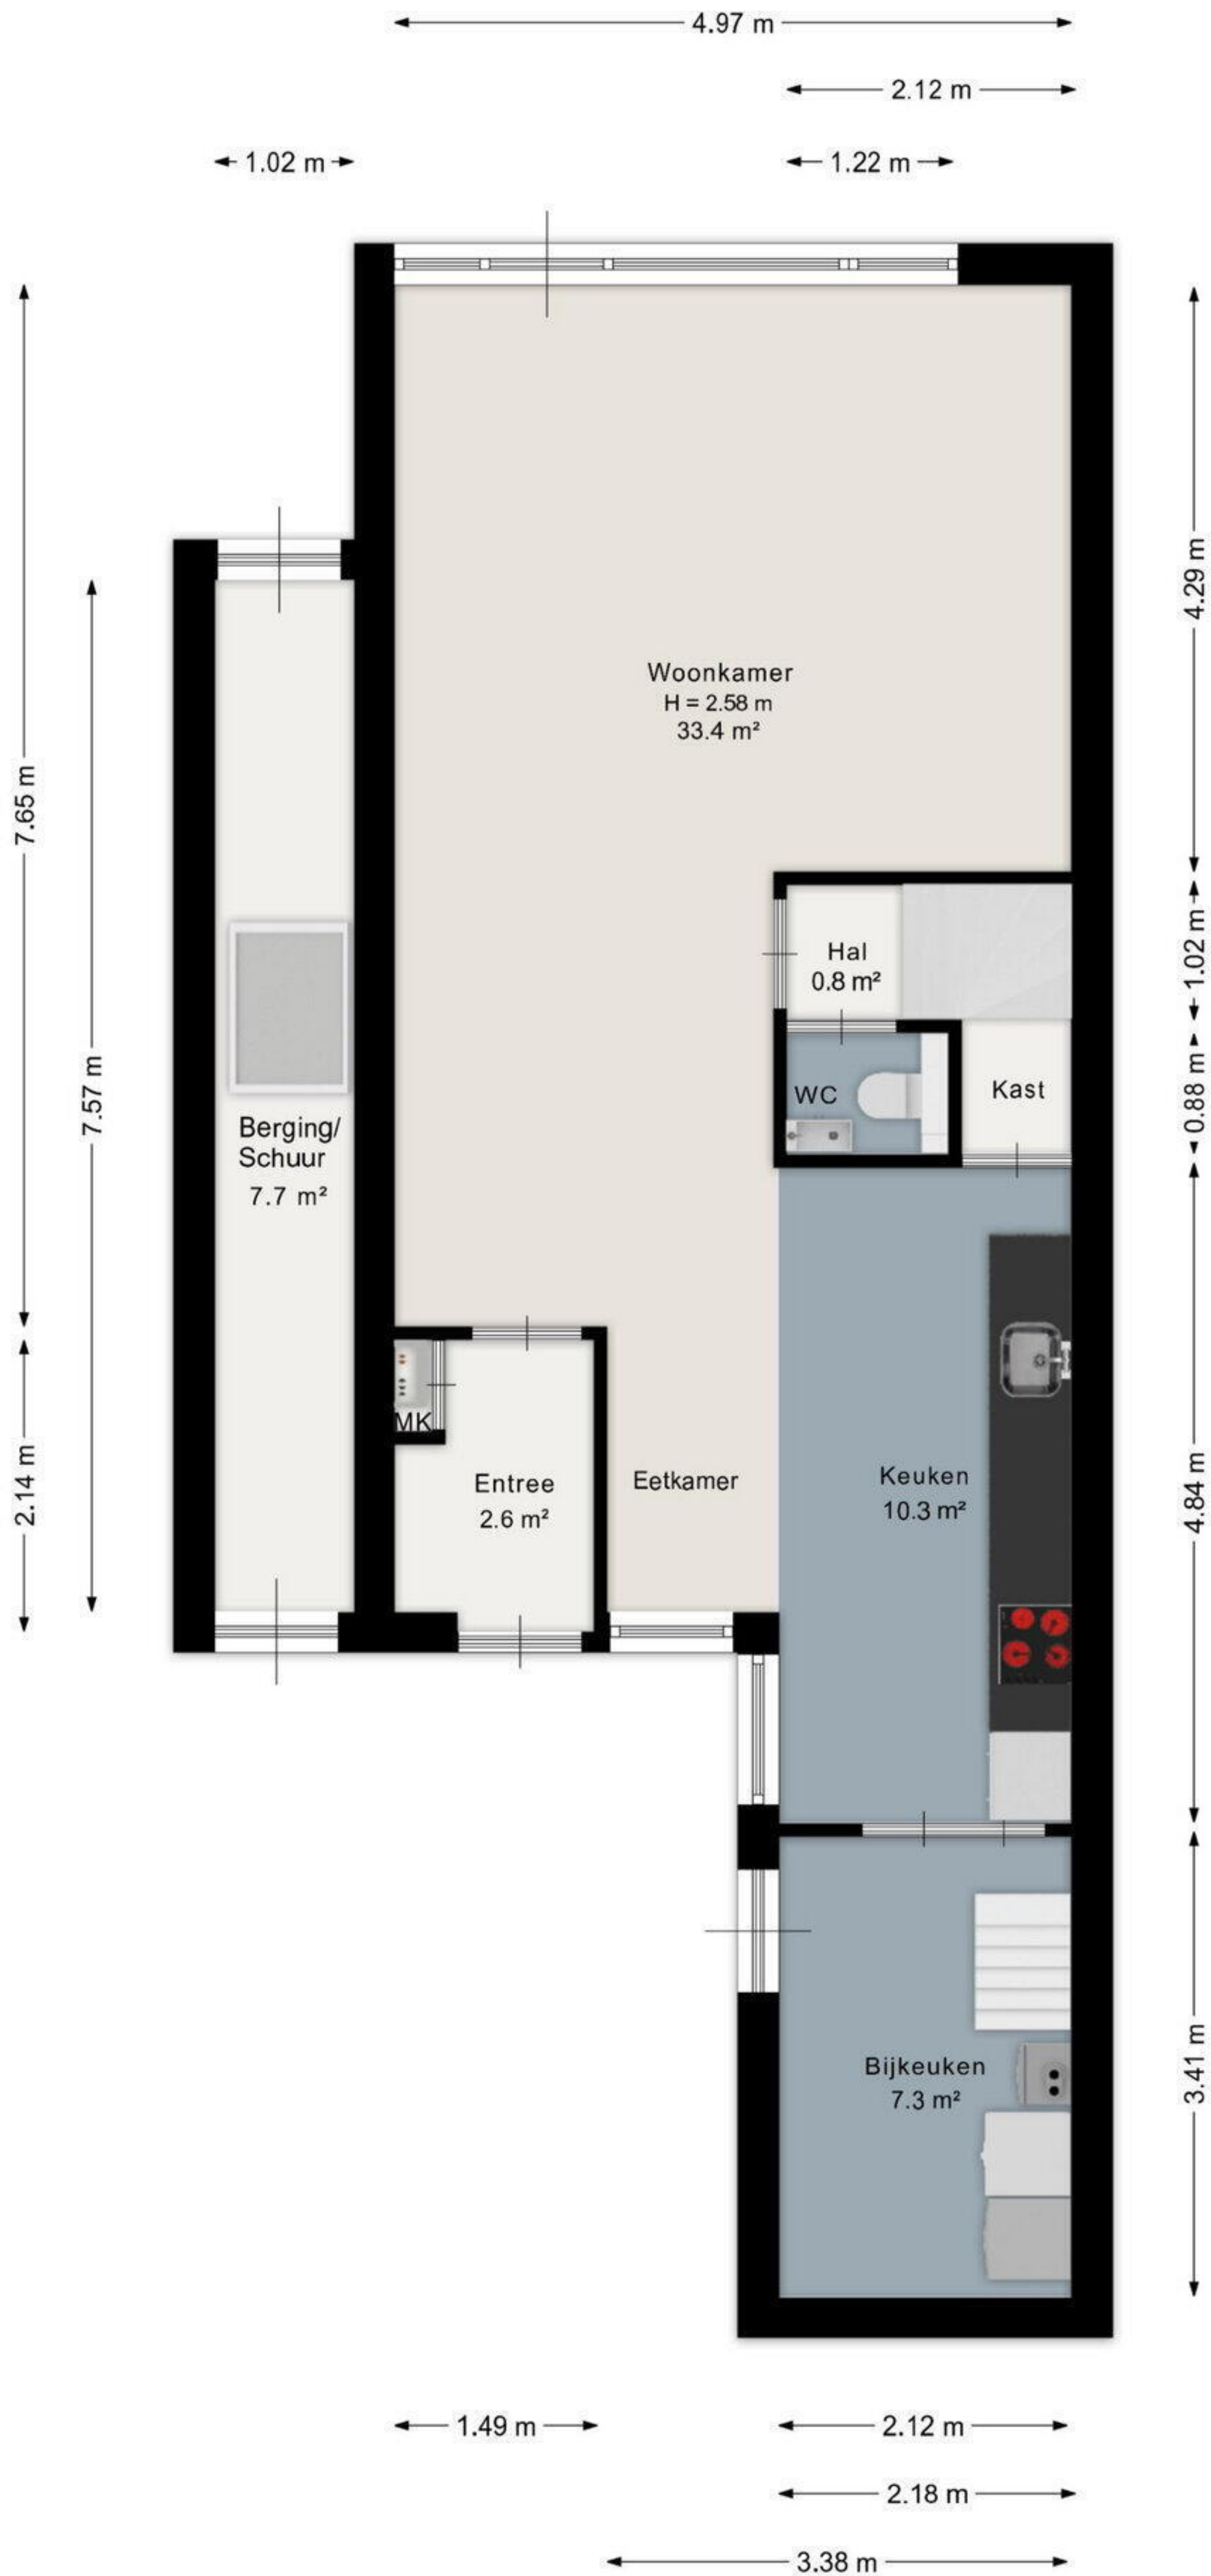 4.97 m
2.12 m
1.02 m
1.22 m
7.65 m
2.14 m
7.57 m
4.29 m
1.02 m
0.88 m
4.84 m
3.41 m
Woonkamer
H = 2.58 m
33.4 m²
Hal
0.8 m²
WC
Kast
Berging/
Schuur
7.7 m²
MK
Entree
2.6 m²
Eetkamer
Keuken
10.3 m²
Bijkeuken
7.3 m²
1.49 m
2.12 m
2.18 m
3.38 m